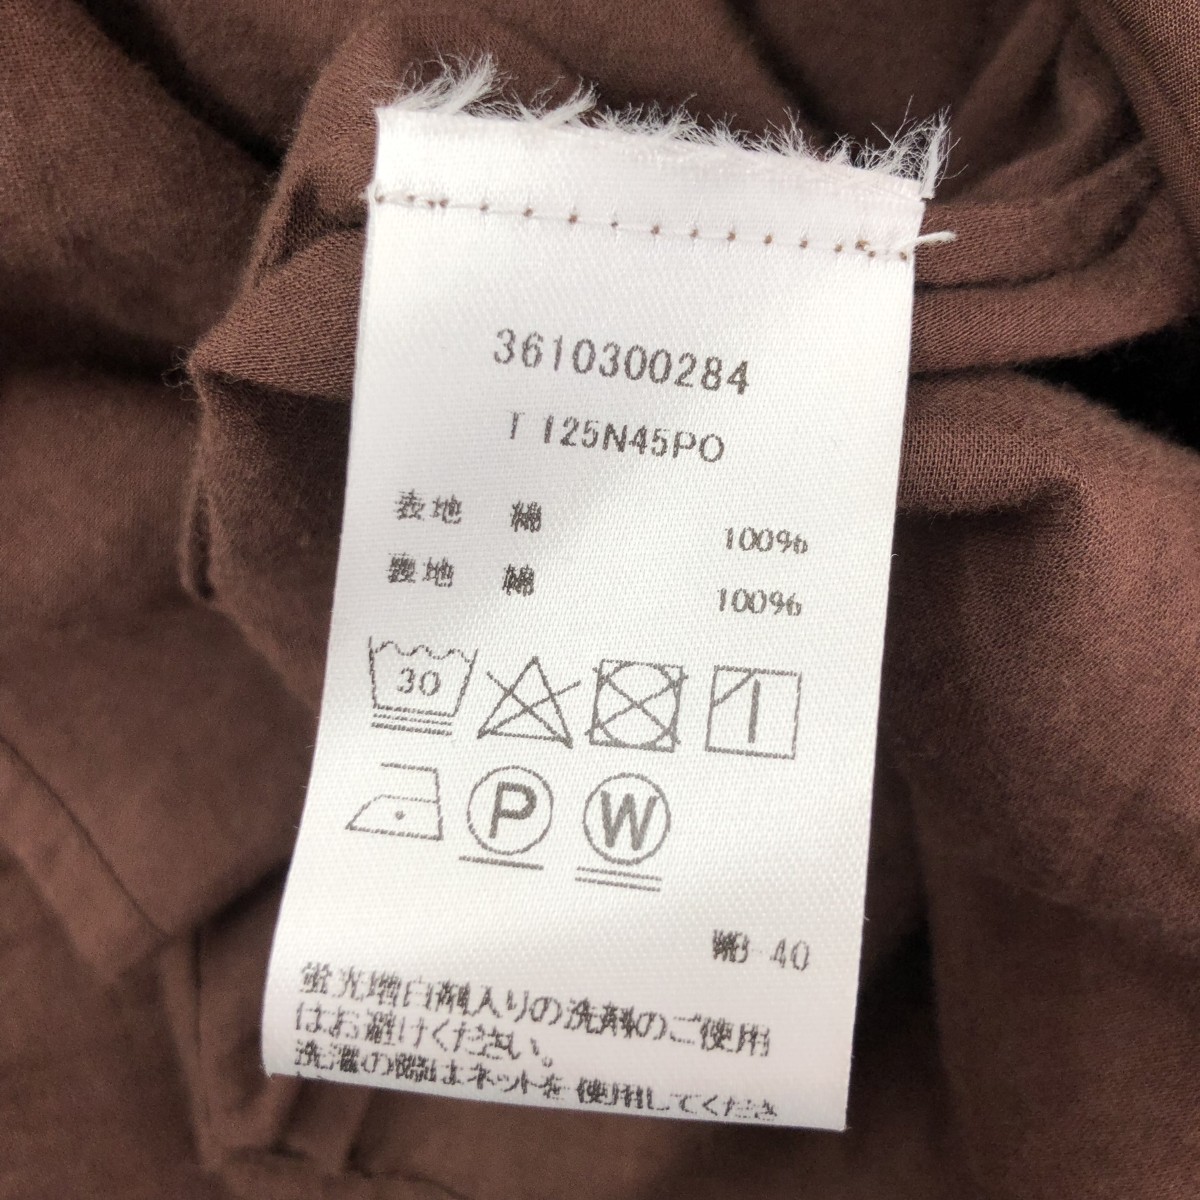 3610300284
T 125N45PO
表地 綿 100%
裏地 綿 100%
30
P W
40
蛍光増白剤入りの洗剤のご使用
はお避けください。
洗濯の際はネットを使用してくださ